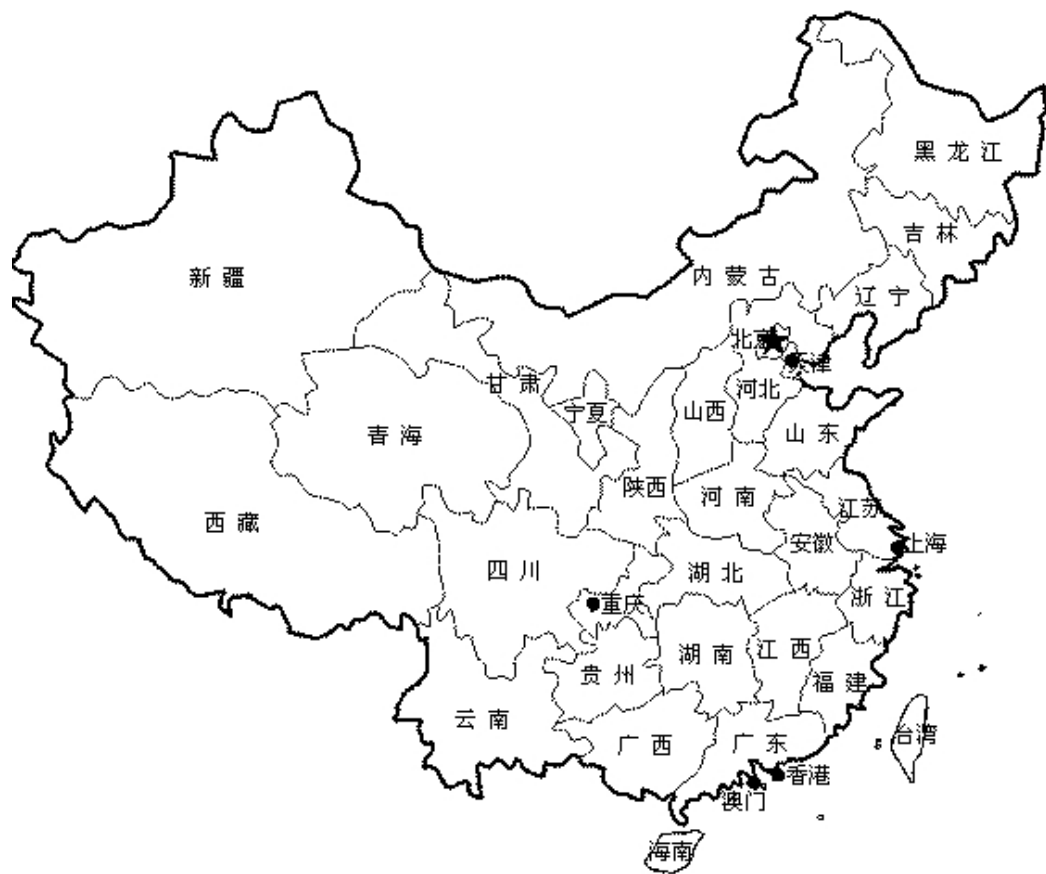 黑龙江
吉林
新疆
内蒙古
辽宁
北京
天津
甘肃
河北
宁夏
山西
青海
山东
陕西
河南
江苏
西藏
安徽
上海
四川
湖北
浙江
重庆
湖南
江西
贵州
福建
云南
广西
广东
台湾
香港
澳门
海南